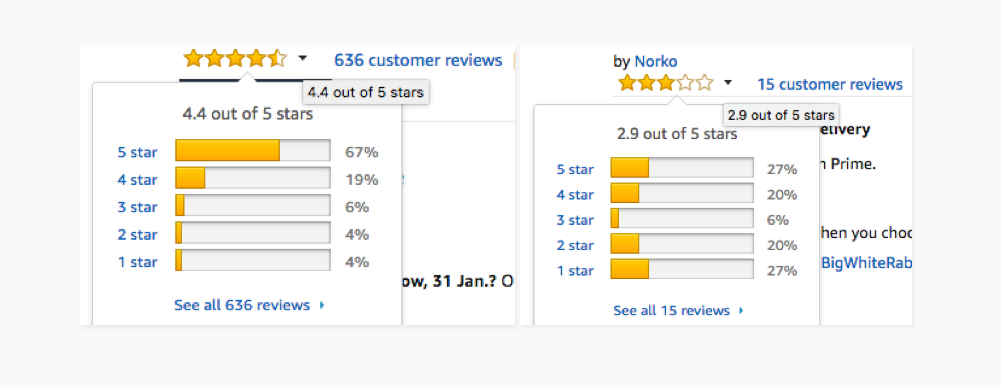 636 customer reviews
4.4 out of 5 stars
4.4 out of 5 stars
5 star 67%
4 star 19%
3 star 6%
2 star 4%
1 star 4%
See all 636 reviews
ow, 31 Jan.? O
by Norko
15 customer reviews
2.9 out of 5 stars
2.9 out of 5 stars
elivery
5 star 27%
n Prime.
4 star 20%
3 star 6%
2 star 20%
hen you choo
1 star 27%
BigWhiteRab
See all 15 reviews